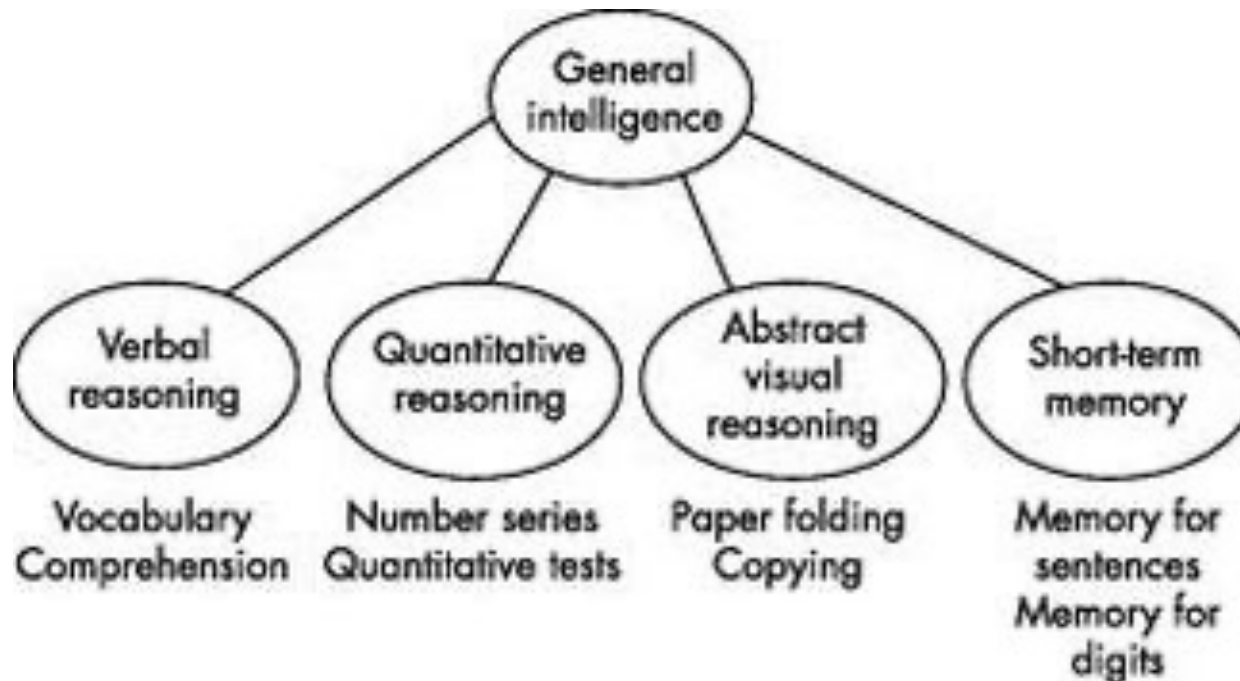 General
intelligence
Verbal
reasoning
Quantitative
reasoning
Abstract
visual
reasoning
Short-term
memory
Vocabulary
Comprehension
Number series
Quantitative tests
Paper folding
Copying
Memory for
sentences
Memory for
digits